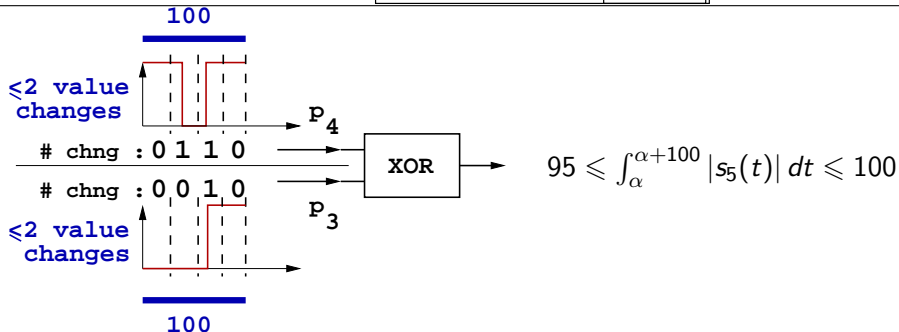 100
⩽2 value
changes
p4
# chng : 0 1 1 0
XOR
95 ⩽ ∫_α^{α+100} |s₅(t)| dt ⩽ 100
# chng : 0 0 1 0
p3
⩽2 value
changes
100